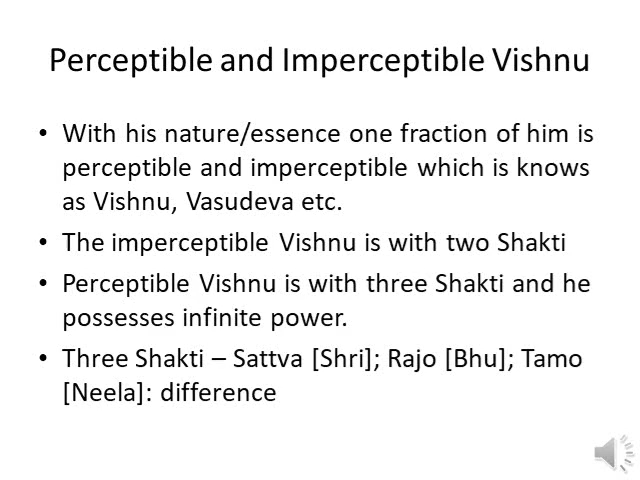 Perceptible and Imperceptible Vishnu
• With his nature/essence one fraction of him is
perceptible and imperceptible which is knows
as Vishnu, Vasudeva etc.
• The imperceptible Vishnu is with two Shakti
• Perceptible Vishnu is with three Shakti and he
possesses infinite power.
• Three Shakti – Sattva [Shri]; Rajo [Bhu]; Tamo
[Neela]: difference